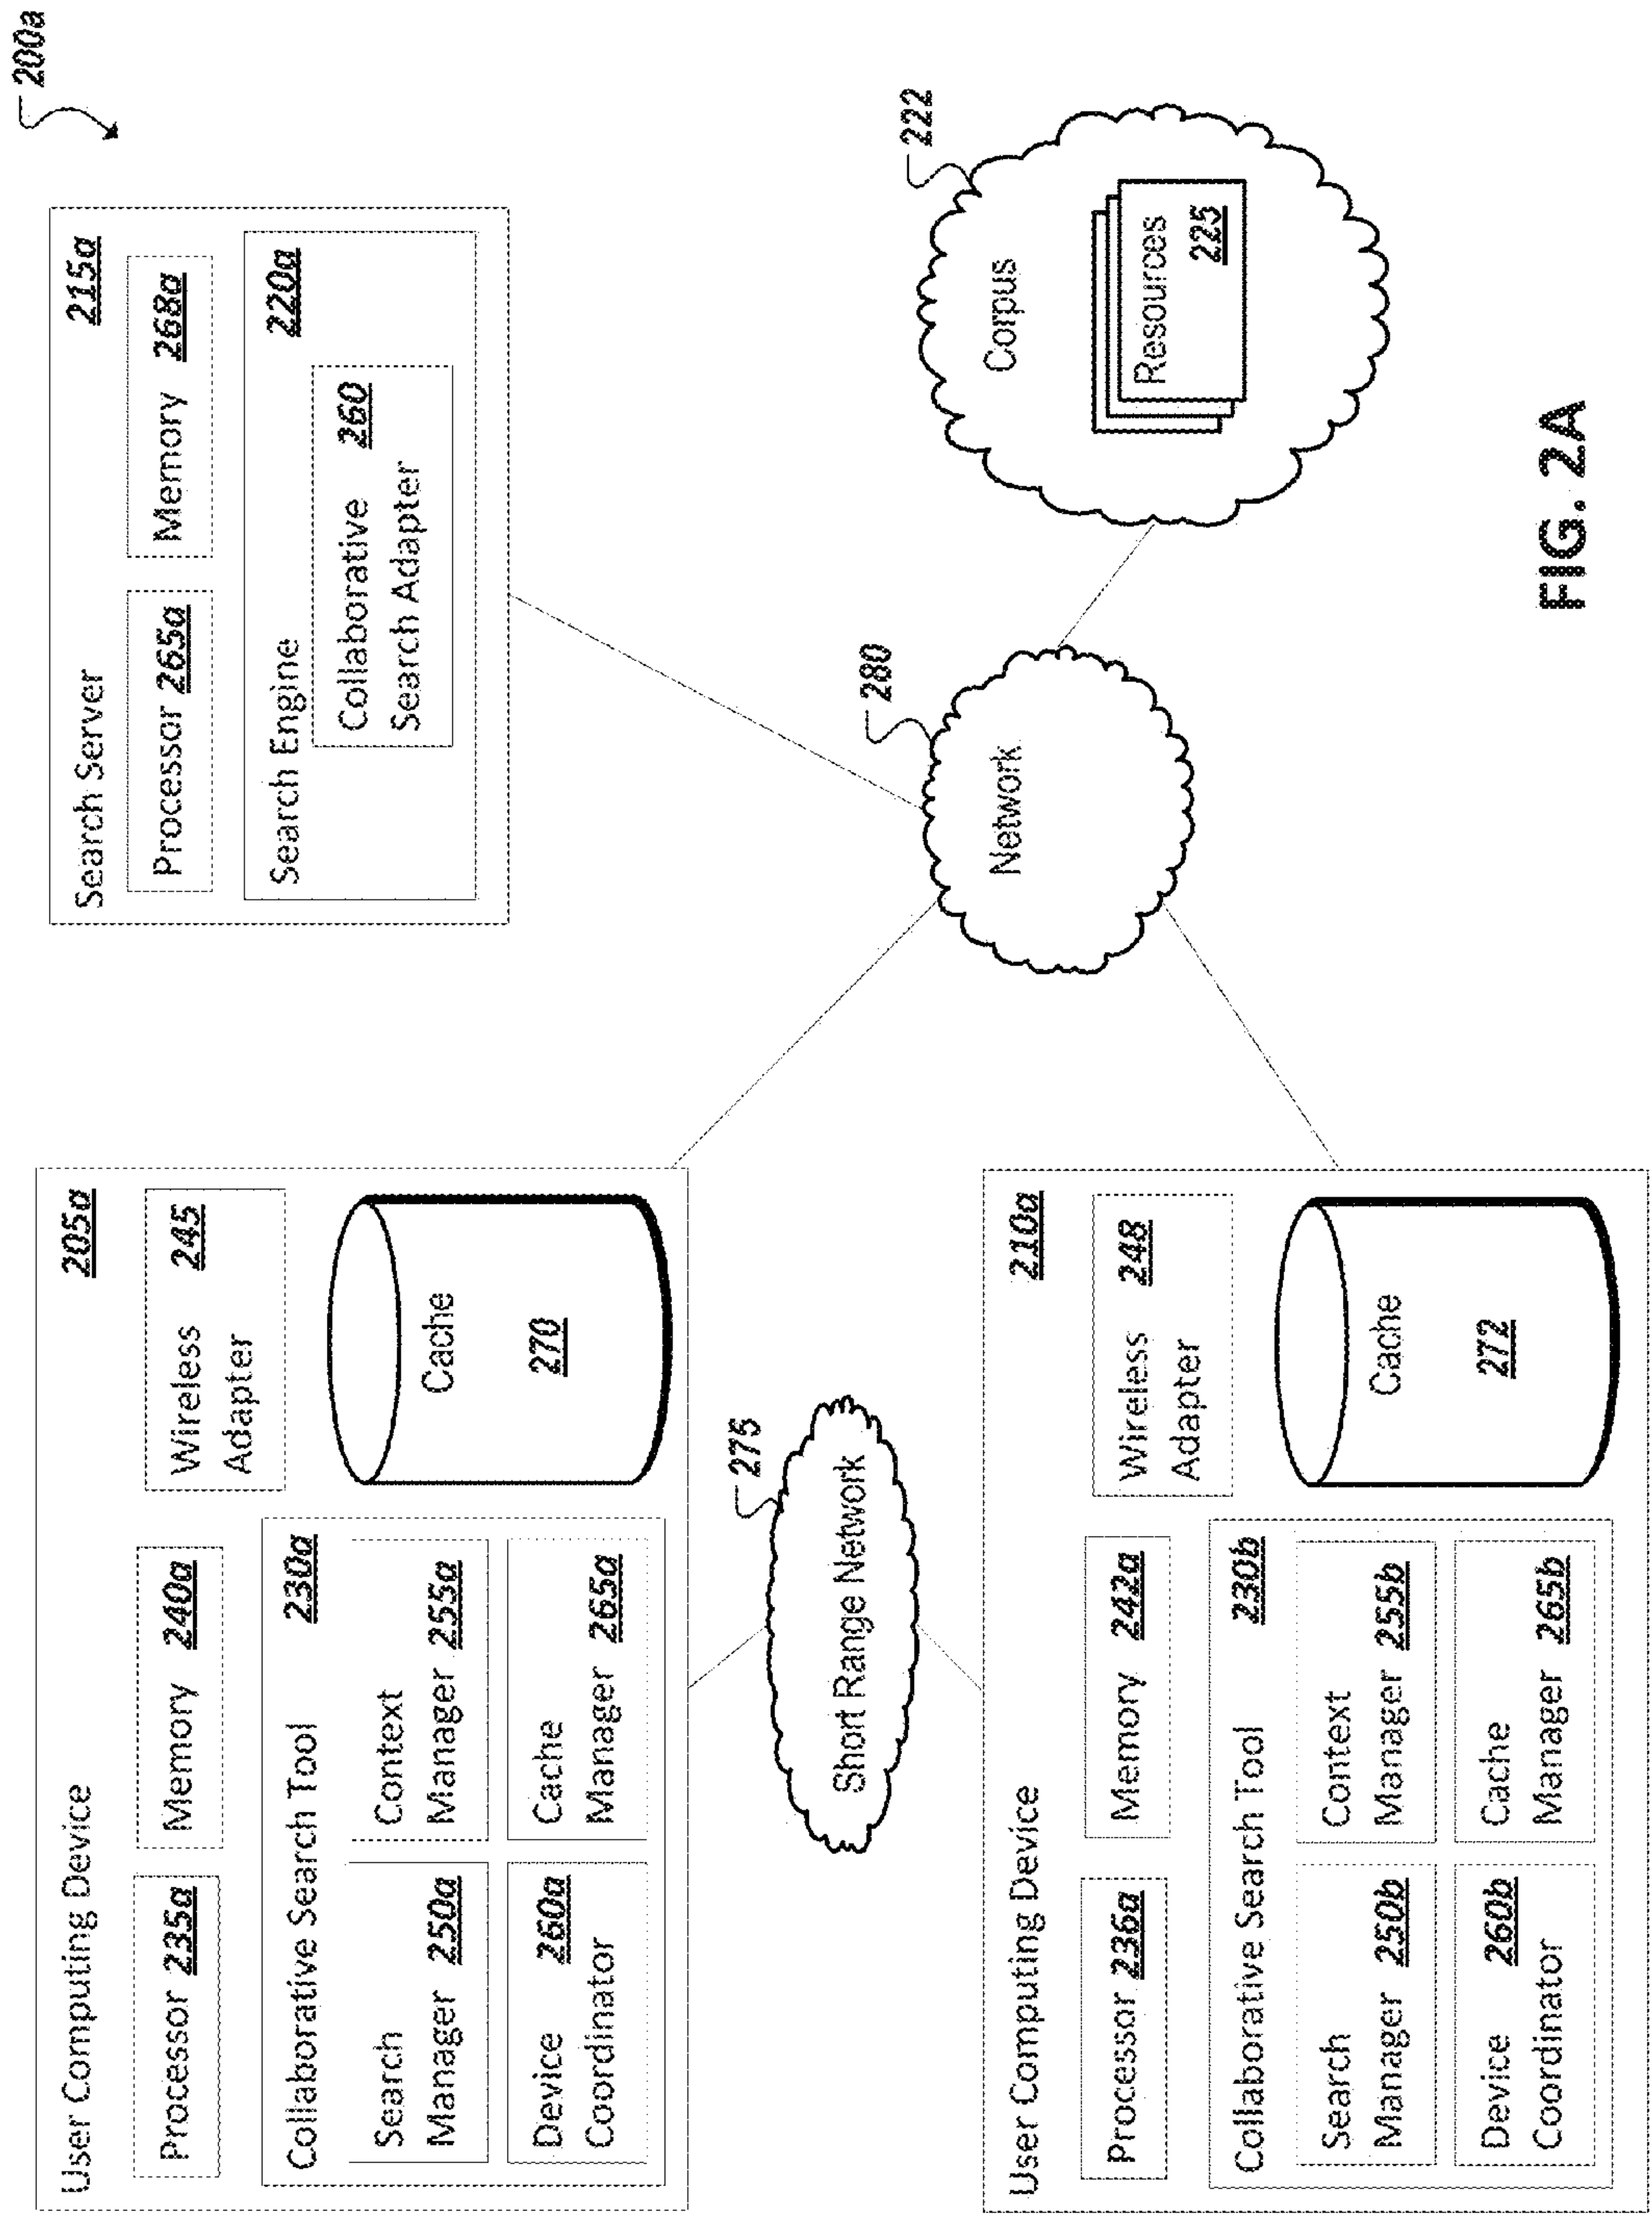 200a
User Computing Device 205a
Processor 235a
Memory 240a
Wireless 245
Adapter
Collaborative Search Tool 230a
Search
Manager 250a
Context
Manager 255a
Device 260a
Coordinator
Cache
Manager 265a
Cache
270
Search Server 215a
Processor 265a
Memory 268a
Search Engine 220a
Collaborative 260
Search Adapter
275
Short Range Network
280
Network
222
Corpus
Resources
225
User Computing Device 210a
Processor 236a
Memory 242a
Wireless 248
Adapter
Collaborative Search Tool 230b
Search
Manager 250b
Context
Manager 255b
Device 260b
Coordinator
Cache
Manager 265b
Cache
272
FIG. 2A